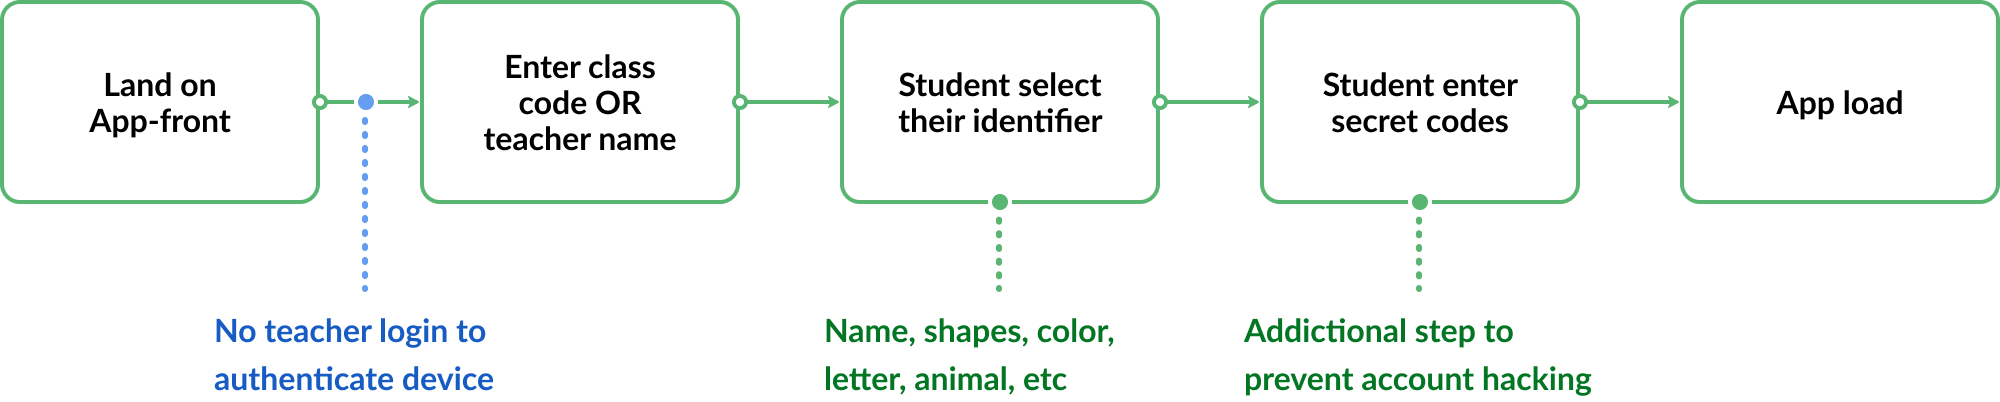 Land on
App-front
Enter class
code OR
teacher name
Student select
their identifier
Student enter
secret codes
App load
No teacher login to
authenticate device
Name, shapes, color,
letter, animal, etc
Addictional step to
prevent account hacking